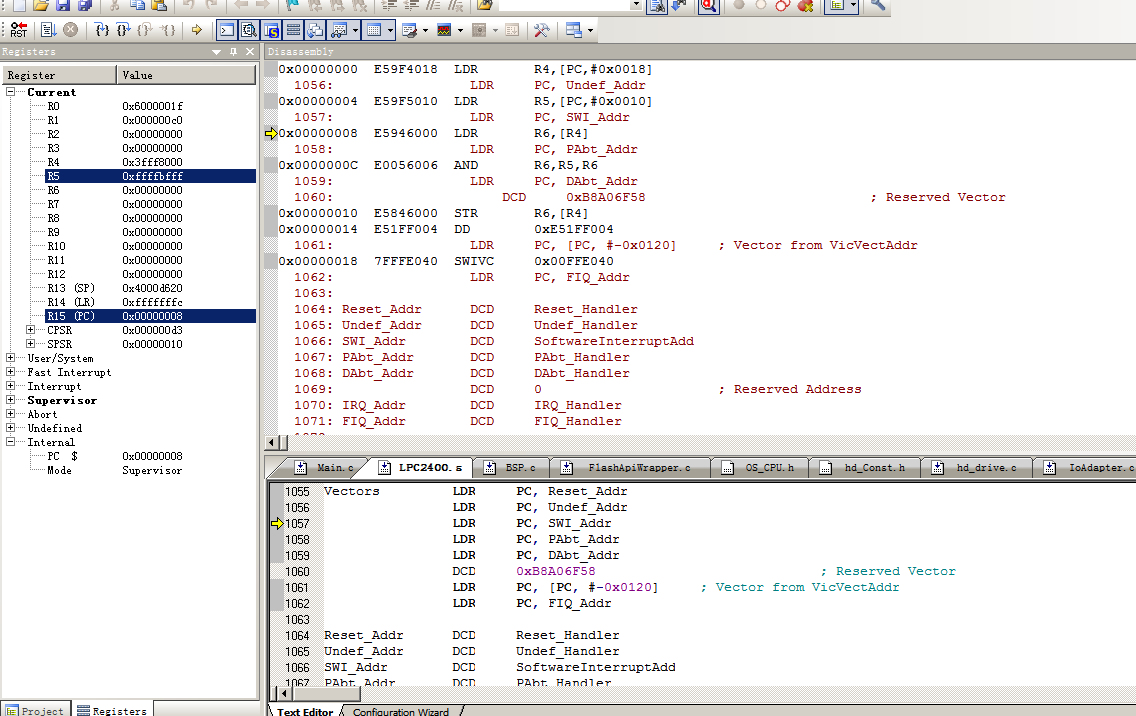 RST
Registers
Register Value
Current
R0 0x6000001f
R1 0x000000c0
R2 0x00000000
R3 0x00000000
R4 0x3fff8000
R5 0xffffbfff
R6 0x00000000
R7 0x00000000
R8 0x00000000
R9 0x00000000
R10 0x00000000
R11 0x00000000
R12 0x00000000
R13 (SP) 0x4000d620
R14 (LR) 0xfffffffc
R15 (PC) 0x00000008
CPSR 0x000000d3
SPSR 0x00000010
User/System
Fast Interrupt
Interrupt
Supervisor
Abort
Undefined
Internal
PC $ 0x00000008
Mode Supervisor
Project Registers
Disassembly
0x00000000 E59F4018 LDR R4,[PC,#0x0018]
1056: LDR PC, Undef_Addr
0x00000004 E59F5010 LDR R5,[PC,#0x0010]
1057: LDR PC, SWI_Addr
0x00000008 E5946000 LDR R6,[R4]
1058: LDR PC, PAbt_Addr
0x0000000C E0056006 AND R6,R5,R6
1059: LDR PC, DAbt_Addr
1060: DCD 0xB8A06F58 ; Reserved Vector
0x00000010 E5846000 STR R6,[R4]
0x00000014 E51FF004 DD 0xE51FF004
1061: LDR PC, [PC, #-0x0120] ; Vector from VicVectAddr
0x00000018 7FFFE040 SWIVC 0x00FFE040
1062: LDR PC, FIQ_Addr
1063:
1064: Reset_Addr DCD Reset_Handler
1065: Undef_Addr DCD Undef_Handler
1066: SWI_Addr DCD SoftwareInterruptAdd
1067: PAbt_Addr DCD PAbt_Handler
1068: DAbt_Addr DCD DAbt_Handler
1069: DCD 0 ; Reserved Address
1070: IRQ_Addr DCD IRQ_Handler
1071: FIQ_Addr DCD FIQ_Handler
Main.c LPC2400.s BSP.c FlashApiWrapper.c OS_CPU.h hd_Const.h hd_drive.c IoAdapter.c
1055 Vectors LDR PC, Reset_Addr
1056 LDR PC, Undef_Addr
1057 LDR PC, SWI_Addr
1058 LDR PC, PAbt_Addr
1059 LDR PC, DAbt_Addr
1060 DCD 0xB8A06F58 ; Reserved Vector
1061 LDR PC, [PC, #-0x0120] ; Vector from VicVectAddr
1062 LDR PC, FIQ_Addr
1063
1064 Reset_Addr DCD Reset_Handler
1065 Undef_Addr DCD Undef_Handler
1066 SWI_Addr DCD SoftwareInterruptAdd
1067 PAbt_Addr DCD PAbt_Handler
Text Editor Configuration Wizard